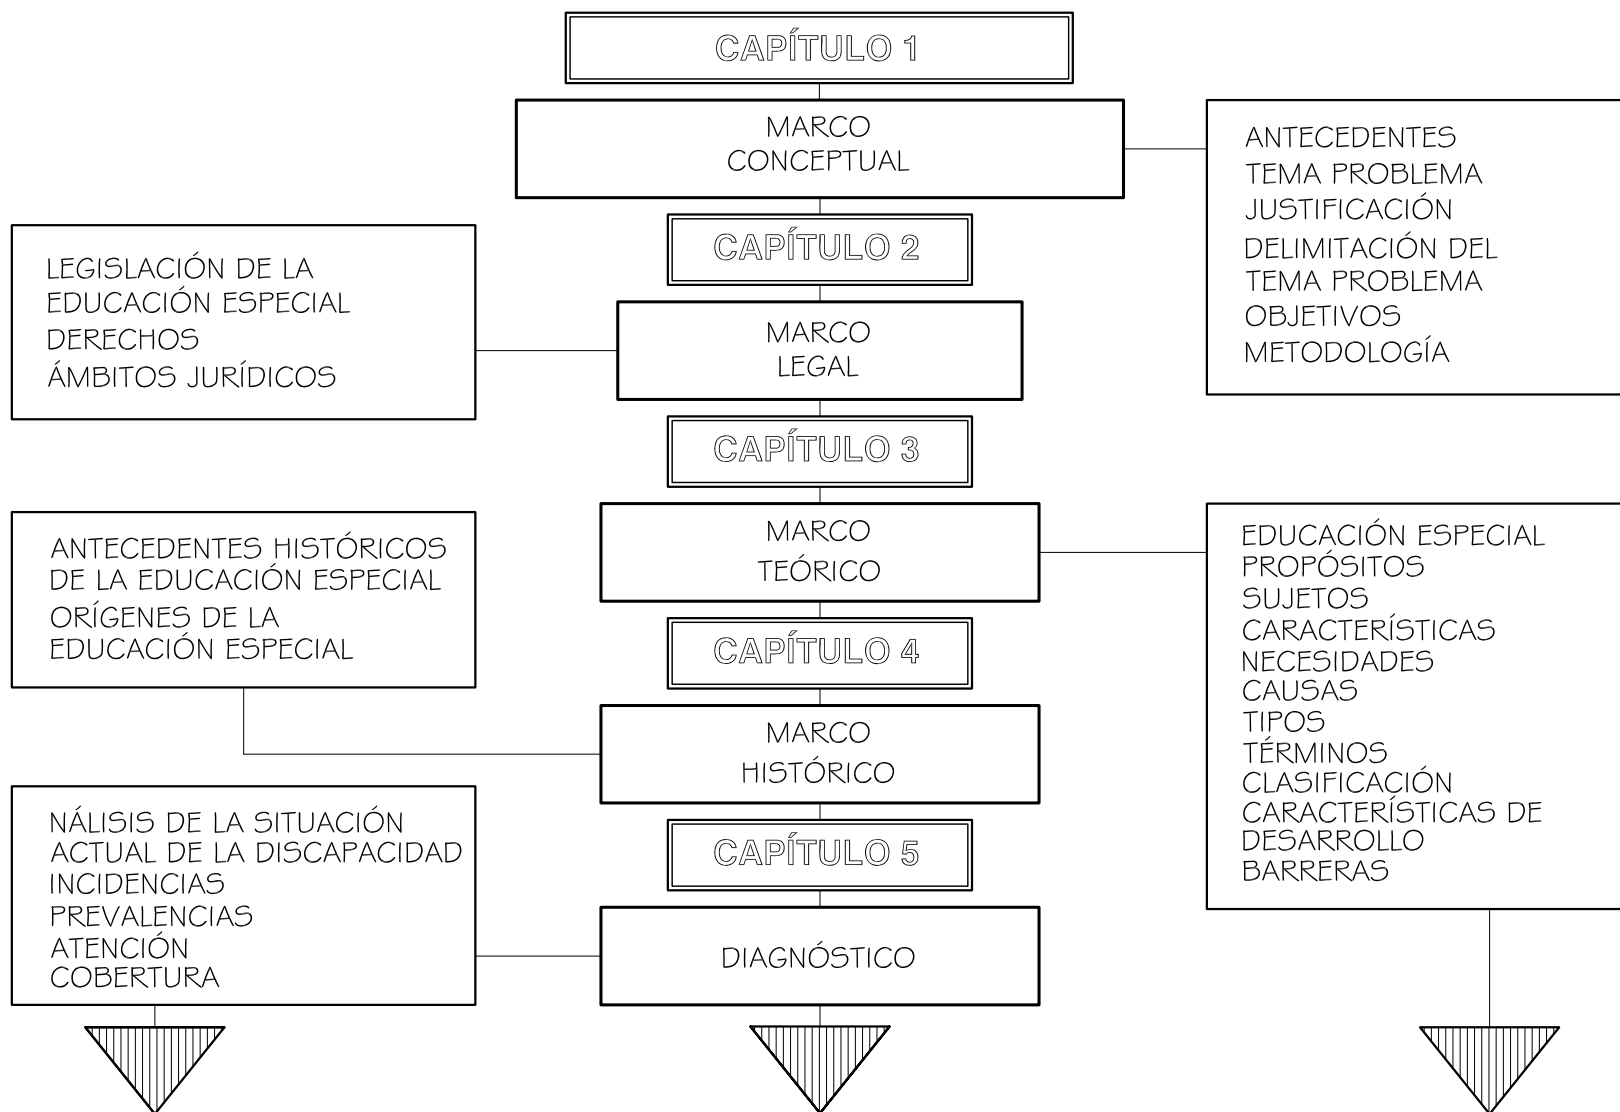 CAPÍTULO 1
MARCO
CONCEPTUAL
ANTECEDENTES
TEMA PROBLEMA
JUSTIFICACIÓN
DELIMITACIÓN DEL
TEMA PROBLEMA
OBJETIVOS
METODOLOGÍA
CAPÍTULO 2
MARCO
LEGAL
LEGISLACIÓN DE LA
EDUCACIÓN ESPECIAL
DERECHOS
ÁMBITOS JURÍDICOS
CAPÍTULO 3
MARCO
TEÓRICO
EDUCACIÓN ESPECIAL
PROPÓSITOS
SUJETOS
CARACTERÍSTICAS
NECESIDADES
CAUSAS
TIPOS
TÉRMINOS
CLASIFICACIÓN
CARACTERÍSTICAS DE
DESARROLLO
BARRERAS
CAPÍTULO 4
MARCO
HISTÓRICO
ANTECEDENTES HISTÓRICOS
DE LA EDUCACIÓN ESPECIAL
ORÍGENES DE LA
EDUCACIÓN ESPECIAL
CAPÍTULO 5
DIAGNÓSTICO
NÁLISIS DE LA SITUACIÓN
ACTUAL DE LA DISCAPACIDAD
INCIDENCIAS
PREVALENCIAS
ATENCIÓN
COBERTURA